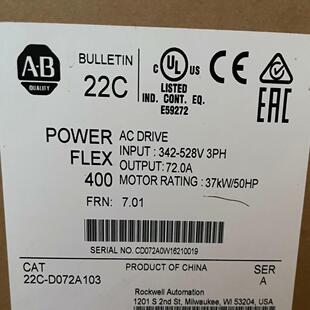 A-B
QUALITY
BULLETIN
22C
UL
LISTED
IND. CONT. EQ.
E59272
CE
EAC
POWER
FLEX
400
AC DRIVE
INPUT : 342-528V 3PH
OUTPUT: 72.0A
MOTOR RATING : 37kW/50HP
FRN: 7.01
SERIAL NO. CD072A0W16210019
CAT
22C-D072A103
PRODUCT OF CHINA
SER
A
Rockwell Automation
1201 S 2nd St, Milwaukee, WI 53204, USA